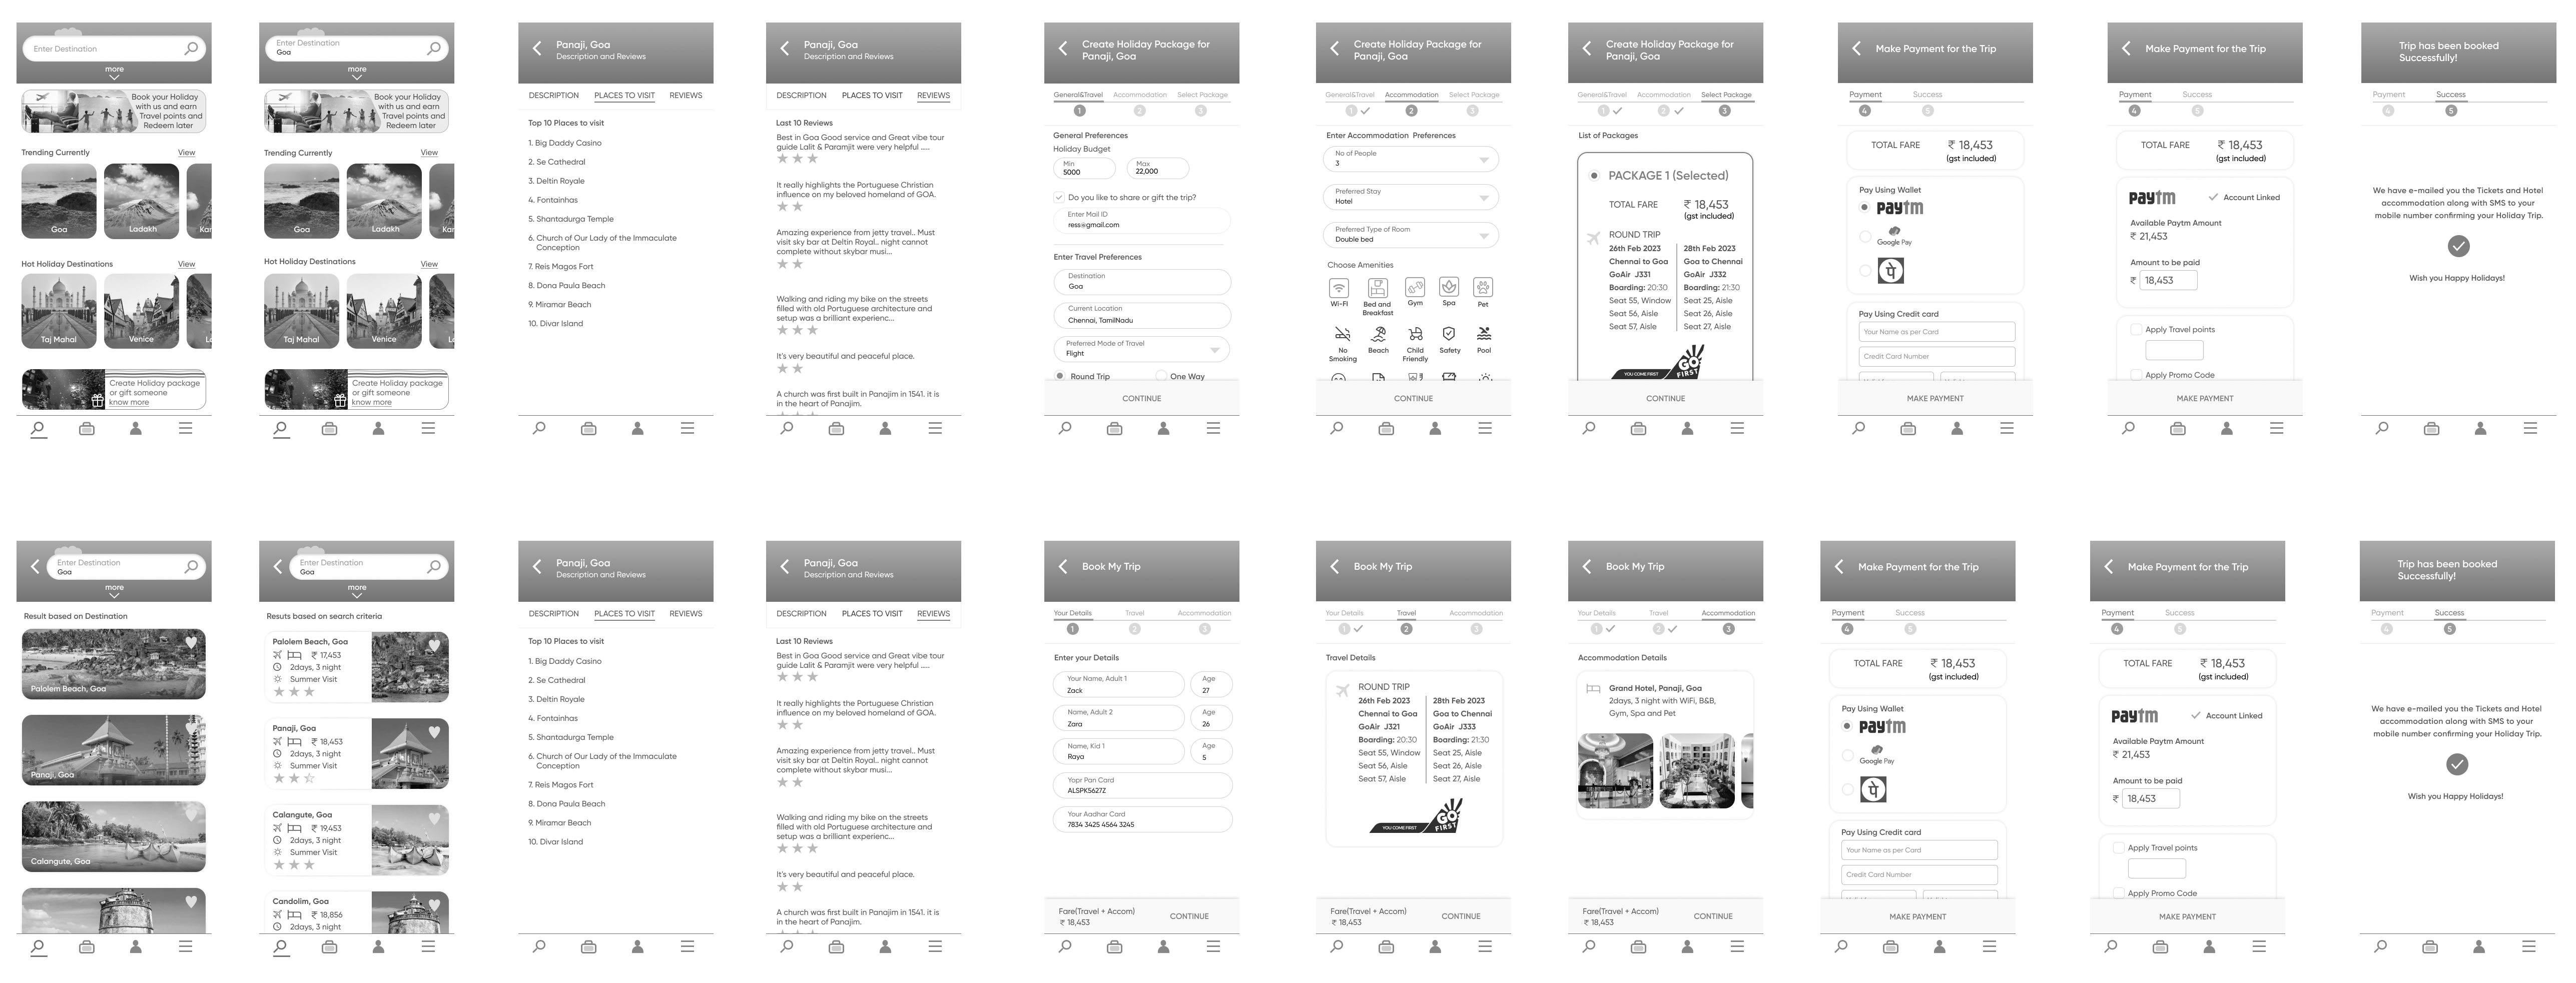 Enter Destination
more
Book your Holiday
with us and earn
Travel points and
Redeem later
Trending Currently
View
Goa
Ladakh
Kar
Hot Holiday Destinations
View
Taj Mahal
Venice
Create Holiday package
or gift someone
know more
Enter Destination
Goa
more
Book your Holiday
with us and earn
Travel points and
Redeem later
Trending Currently
View
Goa
Ladakh
Kar
Hot Holiday Destinations
View
Taj Mahal
Venice
Create Holiday package
or gift someone
know more
Panaji, Goa
Description and Reviews
DESCRIPTION PLACES TO VISIT REVIEWS
Top 10 Places to visit
1. Big Daddy Casino
2. Se Cathedral
3. Deltin Royale
4. Fontainhas
5. Shantadurga Temple
6. Church of Our Lady of the Immaculate
Conception
7. Reis Magos Fort
8. Dona Paula Beach
9. Miramar Beach
10. Divar Island
Panaji, Goa
Description and Reviews
DESCRIPTION PLACES TO VISIT REVIEWS
Last 10 Reviews
Best in Goa Good service and Great vibe tour
guide Lalit & Paramjit were very helpful .....
It really highlights the Portuguese Christian
influence on my beloved homeland of GOA.
Amazing experience from jetty travel.. Must
visit sky bar at Deltin Royal.. night cannot
complete without skybar musi...
Walking and riding my bike on the streets
filled with old Portuguese architecture and
setup was a brilliant experienc...
It's very beautiful and peaceful place.
A church was first built in Panajim in 1541. it is
in the heart of Panajim.
Create Holiday Package for
Panaji, Goa
General&Travel Accommodation Select Package
1 2 3
General Preferences
Holiday Budget
Min
5000
Max
22,000
Do you like to share or gift the trip?
Enter Mail ID
ress@gmail.com
Enter Travel Preferences
Destination
Goa
Current Location
Chennai, TamilNadu
Preferred Mode of Travel
Flight
Round Trip One Way
CONTINUE
Create Holiday Package for
Panaji, Goa
General&Travel Accommodation Select Package
1 2 3
Enter Accommodation Preferences
No of People
3
Preferred Stay
Hotel
Preferred Type of Room
Double bed
Choose Amenities
Wi-FI
Bed and
Breakfast
Gym
Spa
Pet
No
Smoking
Beach
Child
Friendly
Safety
Pool
CONTINUE
Create Holiday Package for
Panaji, Goa
General&Travel Accommodation Select Package
1 2 3
List of Packages
PACKAGE 1 (Selected)
TOTAL FARE ₹ 18,453
(gst included)
ROUND TRIP
26th Feb 2023 28th Feb 2023
Chennai to Goa Goa to Chennai
GoAir J331 GoAir J332
Boarding: 20:30 Boarding: 21:30
Seat 55, Window Seat 25, Aisle
Seat 56, Aisle Seat 26, Aisle
Seat 57, Aisle Seat 27, Aisle
YOU COME FIRST
GO
FIRST
CONTINUE
Make Payment for the Trip
Payment Success
4 5
TOTAL FARE ₹ 18,453
(gst included)
Pay Using Wallet
paytm
Google Pay
पे
Pay Using Credit card
Your Name as per Card
Credit Card Number
MAKE PAYMENT
Make Payment for the Trip
Payment Success
4 5
TOTAL FARE ₹ 18,453
(gst included)
paytm Account Linked
Available Paytm Amount
₹ 21,453
Amount to be paid
₹ 18,453
Apply Travel points
Apply Promo Code
MAKE PAYMENT
Trip has been booked
Successfully!
Payment Success
4 5
We have e-mailed you the Tickets and Hotel
accommodation along with SMS to your
mobile number confirming your Holiday Trip.
Wish you Happy Holidays!
Enter Destination
Goa
more
Result based on Destination
Palolem Beach, Goa
Panaji, Goa
Calangute, Goa
Enter Destination
Goa
more
Resuts based on search criteria
Palolem Beach, Goa
₹ 17,453
2days, 3 night
Summer Visit
Panaji, Goa
₹ 18,453
2days, 3 night
Summer Visit
Calangute, Goa
₹ 19,453
2days, 3 night
Summer Visit
Candolim, Goa
₹ 18,856
2days, 3 night
Panaji, Goa
Description and Reviews
DESCRIPTION PLACES TO VISIT REVIEWS
Top 10 Places to visit
1. Big Daddy Casino
2. Se Cathedral
3. Deltin Royale
4. Fontainhas
5. Shantadurga Temple
6. Church of Our Lady of the Immaculate
Conception
7. Reis Magos Fort
8. Dona Paula Beach
9. Miramar Beach
10. Divar Island
Panaji, Goa
Description and Reviews
DESCRIPTION PLACES TO VISIT REVIEWS
Last 10 Reviews
Best in Goa Good service and Great vibe tour
guide Lalit & Paramjit were very helpful .....
It really highlights the Portuguese Christian
influence on my beloved homeland of GOA.
Amazing experience from jetty travel.. Must
visit sky bar at Deltin Royal.. night cannot
complete without skybar musi...
Walking and riding my bike on the streets
filled with old Portuguese architecture and
setup was a brilliant experienc...
It's very beautiful and peaceful place.
A church was first built in Panajim in 1541. it is
in the heart of Panajim.
Book My Trip
Your Details Travel Accommodation
1 2 3
Enter your Details
Your Name, Adult 1
Zack
Age
27
Name, Adult 2
Zara
Age
26
Name, Kid 1
Raya
Age
5
Yopr Pan Card
ALSPK5627Z
Your Aadhar Card
7834 3425 4564 3245
Fare(Travel + Accom)
₹ 18,453
CONTINUE
Book My Trip
Your Details Travel Accommodation
1 2 3
Travel Details
ROUND TRIP
26th Feb 2023 28th Feb 2023
Chennai to Goa Goa to Chennai
GoAir J321 GoAir J333
Boarding: 20:30 Boarding: 21:30
Seat 55, Window Seat 25, Aisle
Seat 56, Aisle Seat 26, Aisle
Seat 57, Aisle Seat 27, Aisle
YOU COME FIRST
GO
FIRST
Fare(Travel + Accom)
₹ 18,453
CONTINUE
Book My Trip
Your Details Travel Accommodation
1 2 3
Accommodation Details
Grand Hotel, Panaji, Goa
2days, 3 night with WiFi, B&B,
Gym, Spa and Pet
Fare(Travel + Accom)
₹ 18,453
CONTINUE
Make Payment for the Trip
Payment Success
4 5
TOTAL FARE ₹ 18,453
(gst included)
Pay Using Wallet
paytm
Google Pay
पे
Pay Using Credit card
Your Name as per Card
Credit Card Number
MAKE PAYMENT
Make Payment for the Trip
Payment Success
4 5
TOTAL FARE ₹ 18,453
(gst included)
paytm Account Linked
Available Paytm Amount
₹ 21,453
Amount to be paid
₹ 18,453
Apply Travel points
Apply Promo Code
MAKE PAYMENT
Trip has been booked
Successfully!
Payment Success
4 5
We have e-mailed you the Tickets and Hotel
accommodation along with SMS to your
mobile number confirming your Holiday Trip.
Wish you Happy Holidays!